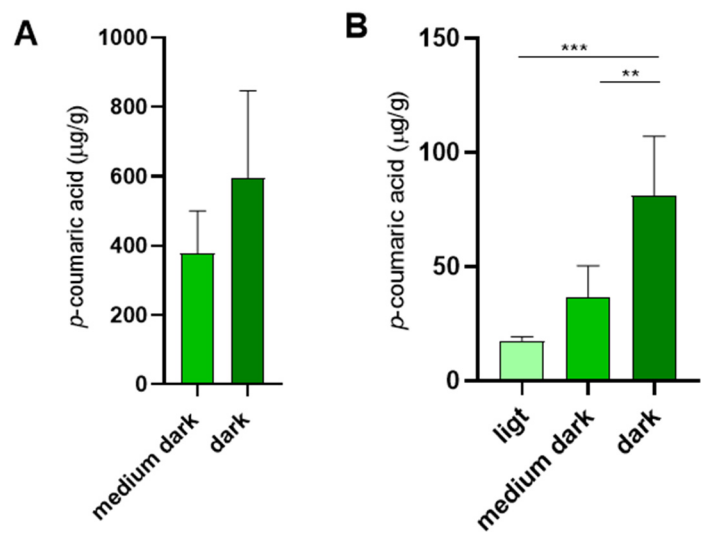 A
p-coumaric acid (µg/g)
1000
800
600
400
200
0
medium dark
dark
B
p-coumaric acid (µg/g)
150
100
50
0
***
**
ligt
medium dark
dark